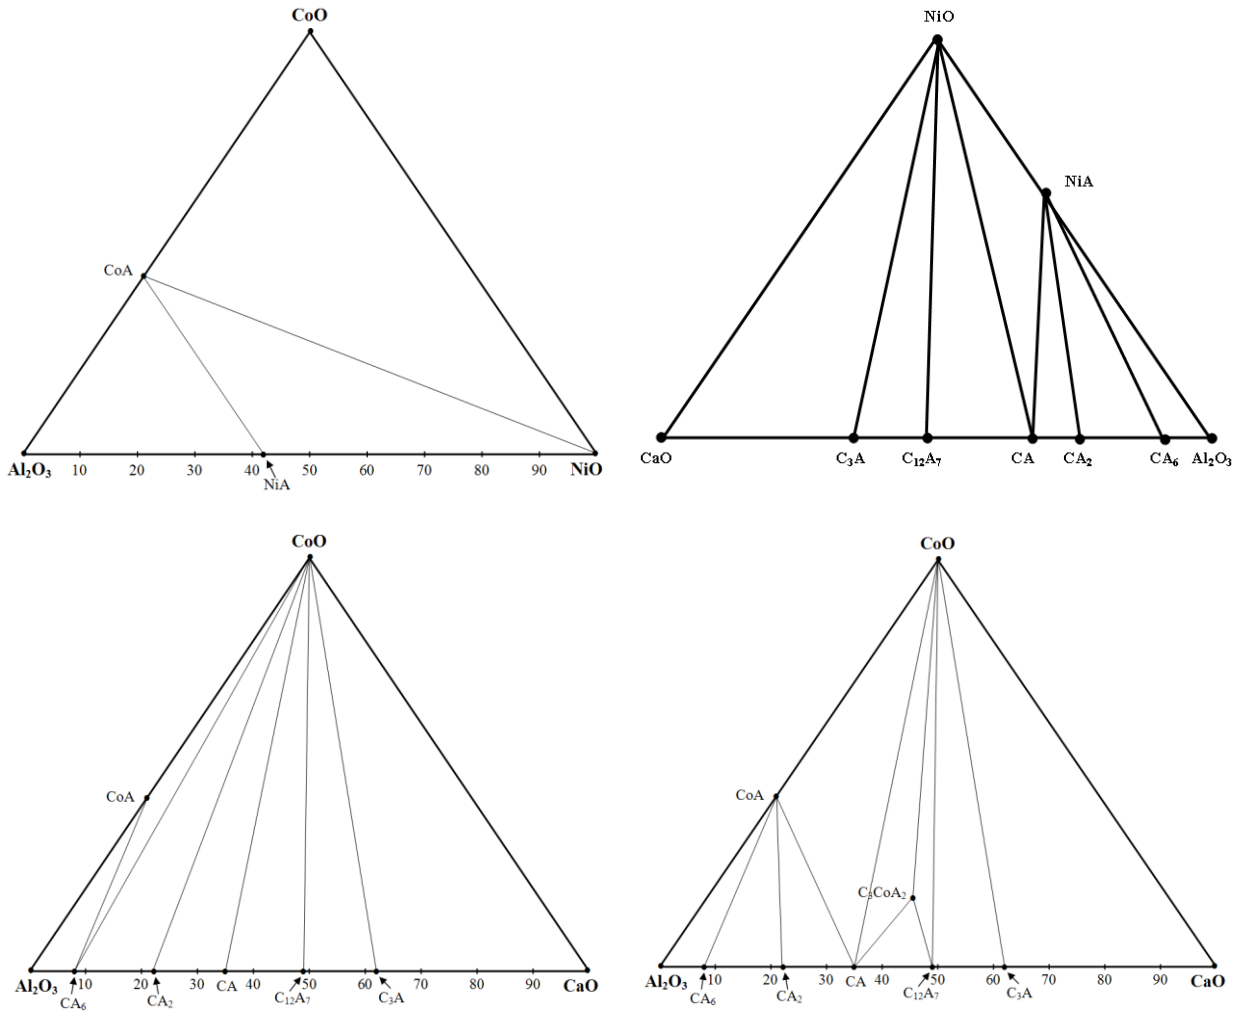 CoO
CoA
Al₂O₃ 10 20 30 40 50 60 70 80 90 NiO
NiA
NiO
NiA
CaO C₃A C₁₂A₇ CA CA₂ CA₆ Al₂O₃
CoO
CoA
Al₂O₃ 10 20 30 40 50 60 70 80 90 CaO
CA₆ CA₂ CA C₁₂A₇ C₃A
CoO
CoA
C₃CoA₂
Al₂O₃ 10 20 30 40 50 60 70 80 90 CaO
CA₆ CA₂ CA C₁₂A₇ C₃A